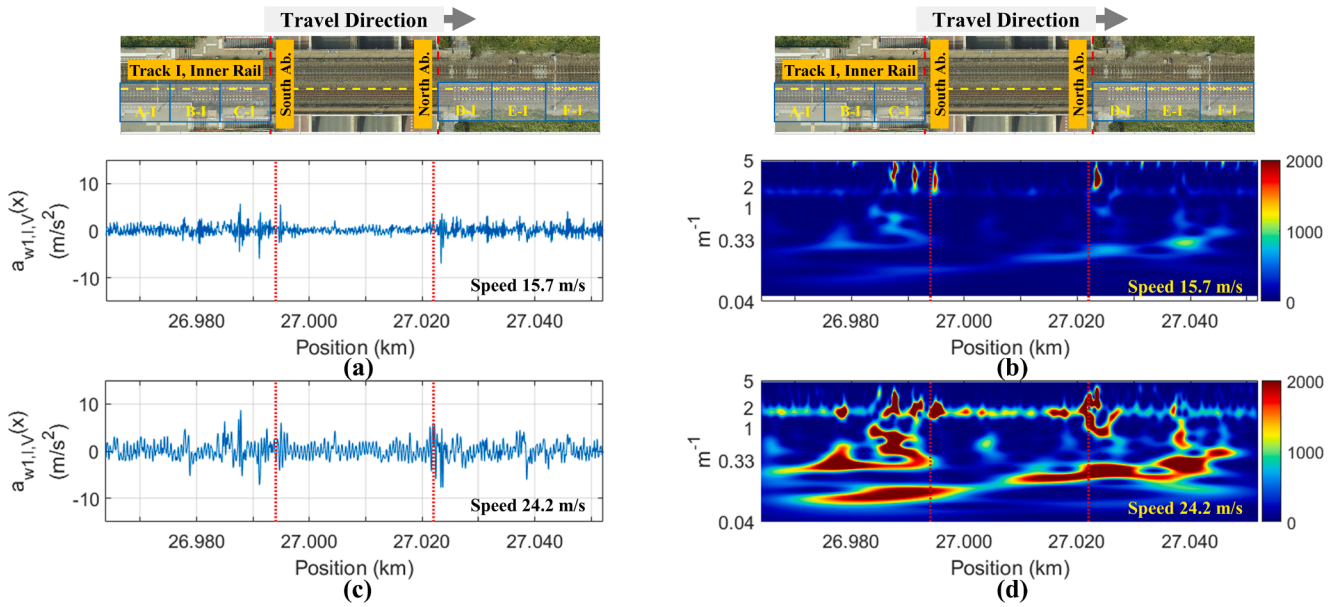 Travel Direction
Track I, Inner Rail
South Ab.
North Ab.
A-I B-I C-I D-I E-I F-I
a_{w1,I,V}(x)
(m/s²)
10
0
-10
Speed 15.7 m/s
26.980 27.000 27.020 27.040
Position (km)
(a)
Travel Direction
Track I, Inner Rail
South Ab.
North Ab.
A-I B-I C-I D-I E-I F-I
m⁻¹
5
2
1
0.33
0.04
Speed 15.7 m/s
2000
1000
0
26.980 27.000 27.020 27.040
Position (km)
(b)
a_{w1,I,V}(x)
(m/s²)
10
0
-10
Speed 24.2 m/s
26.980 27.000 27.020 27.040
Position (km)
(c)
m⁻¹
5
2
1
0.33
0.04
Speed 24.2 m/s
2000
1000
0
26.980 27.000 27.020 27.040
Position (km)
(d)